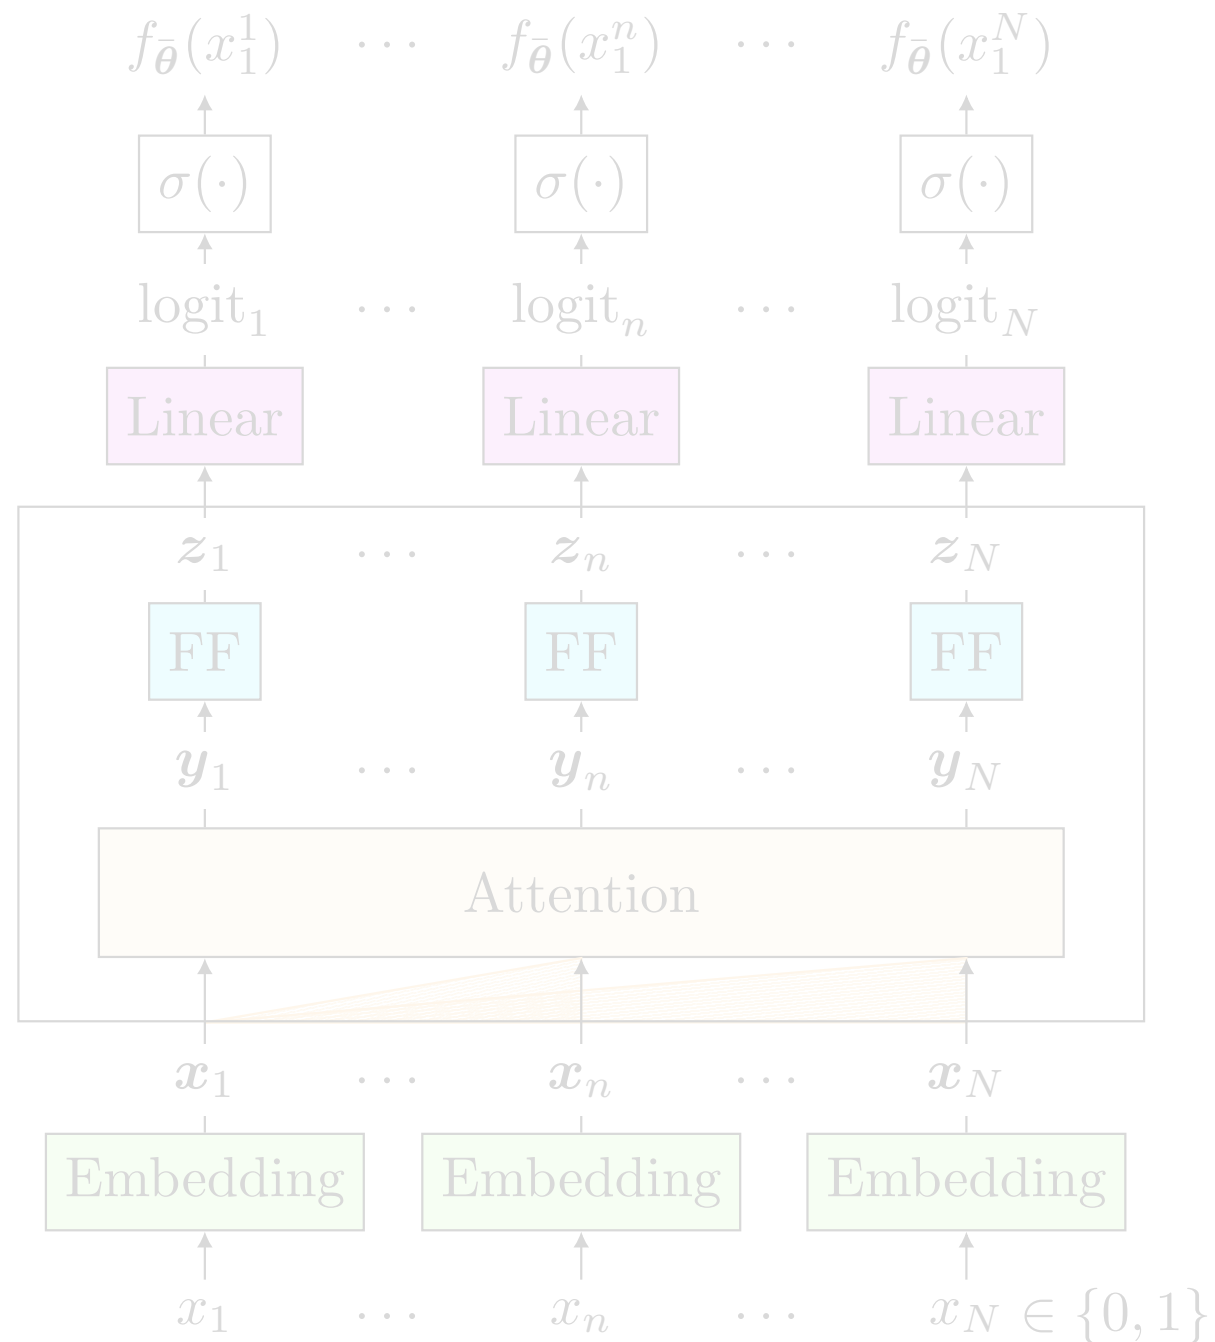 f_θ̄(x_1^1) ⋯ f_θ̄(x_1^n) ⋯ f_θ̄(x_1^N)
σ(·) σ(·) σ(·)
logit_1 ⋯ logit_n ⋯ logit_N
Linear Linear Linear
z_1 ⋯ z_n ⋯ z_N
FF FF FF
y_1 ⋯ y_n ⋯ y_N
Attention
x_1 ⋯ x_n ⋯ x_N
Embedding Embedding Embedding
x_1 ⋯ x_n ⋯ x_N ∈ {0, 1}